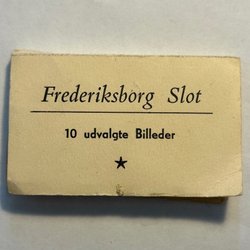 Frederiksborg Slot
10 udvalgte Billeder
★